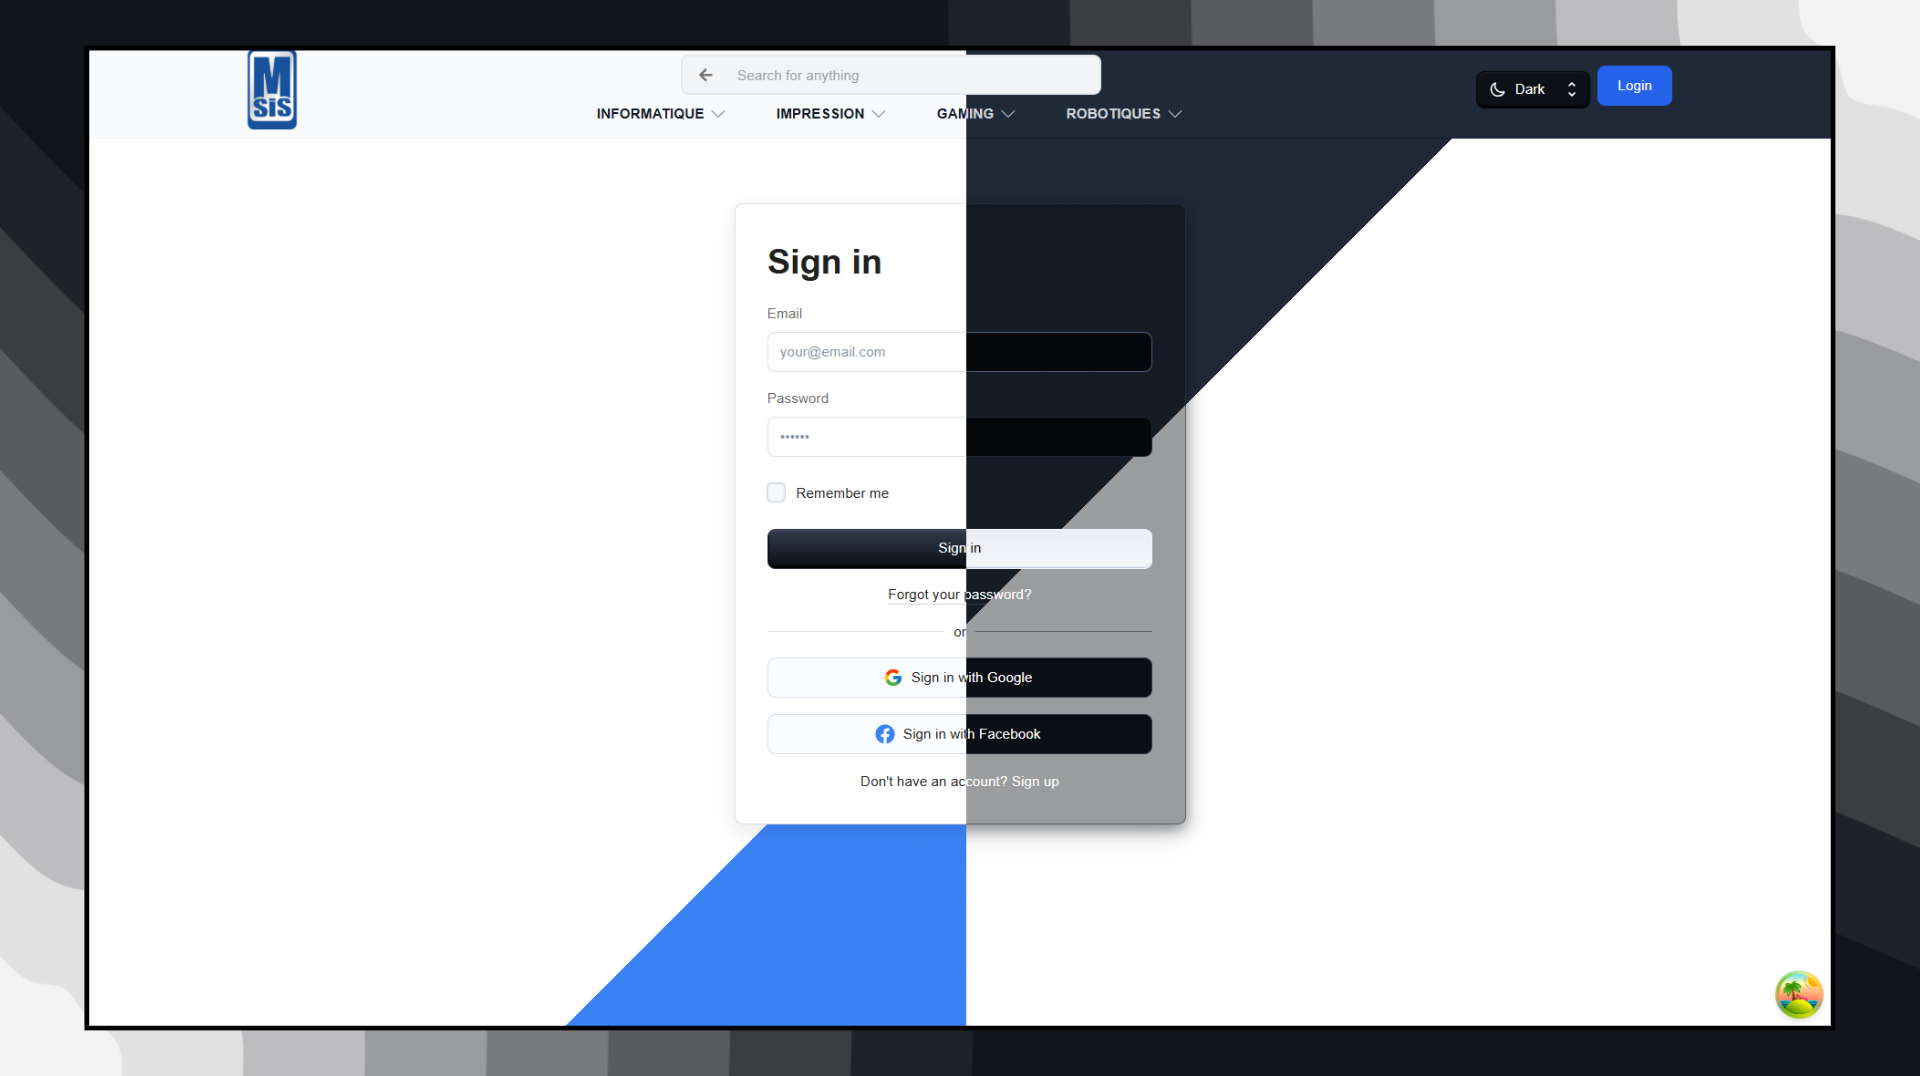 M
SiS
Search for anything
INFORMATIQUE
IMPRESSION
GAMING
ROBOTIQUES
Dark
Login
Sign in
Email
your@email.com
Password
••••••
Remember me
Sign in
Forgot your password?
or
Sign in with Google
Sign in with Facebook
Don't have an account? Sign up